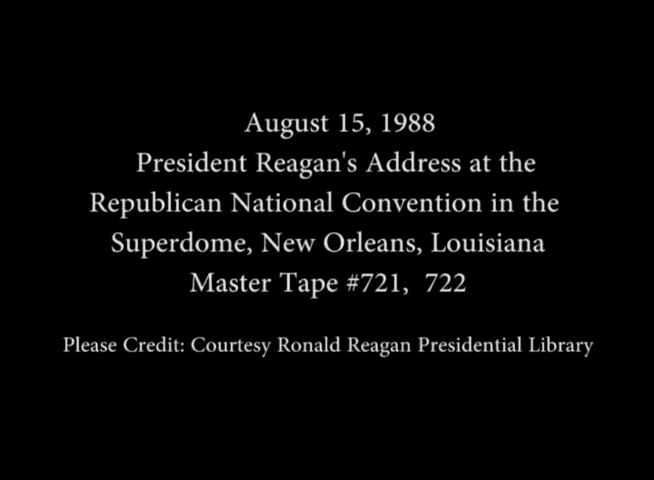 August 15, 1988
President Reagan's Address at the
Republican National Convention in the
Superdome, New Orleans, Louisiana
Master Tape #721,  722
Please Credit: Courtesy Ronald Reagan Presidential Library